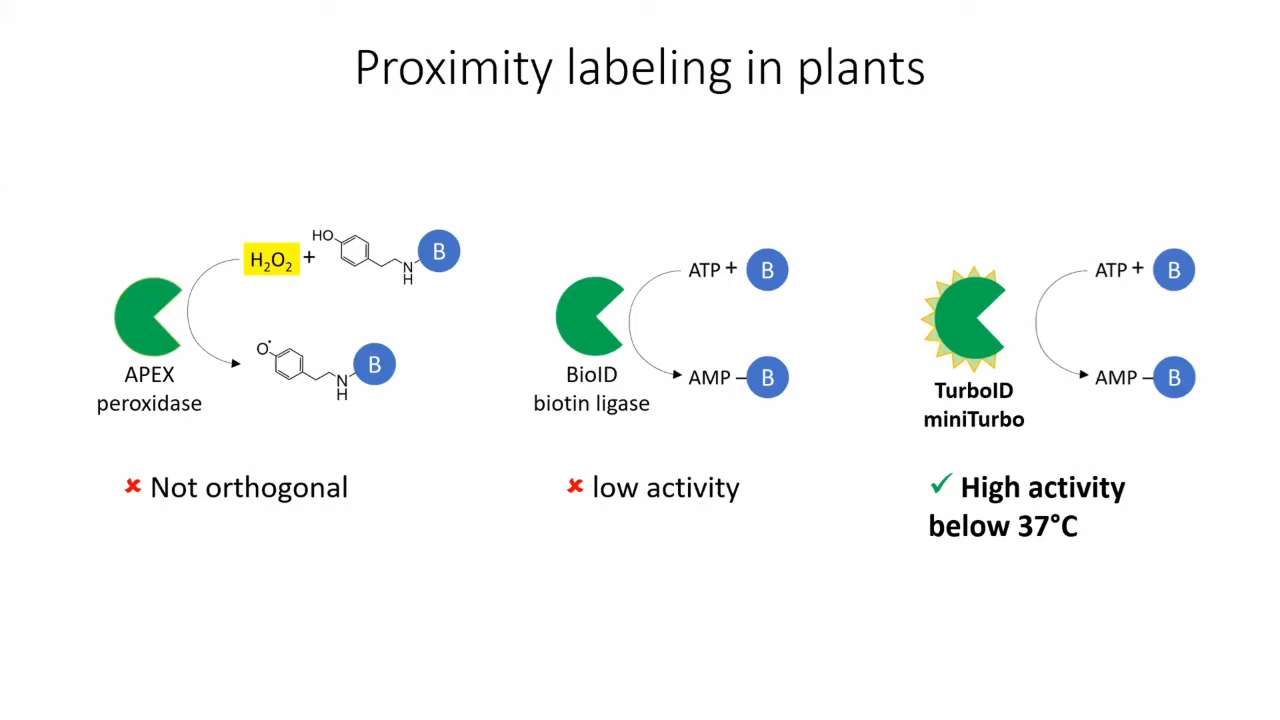 Proximity labeling in plants
HO
H₂O₂ + B
N
H
O•
B
N
H
APEX
peroxidase
✘ Not orthogonal
ATP + B
AMP – B
BioID
biotin ligase
✘ low activity
ATP + B
AMP – B
TurboID
miniTurbo
✓ High activity
below 37°C